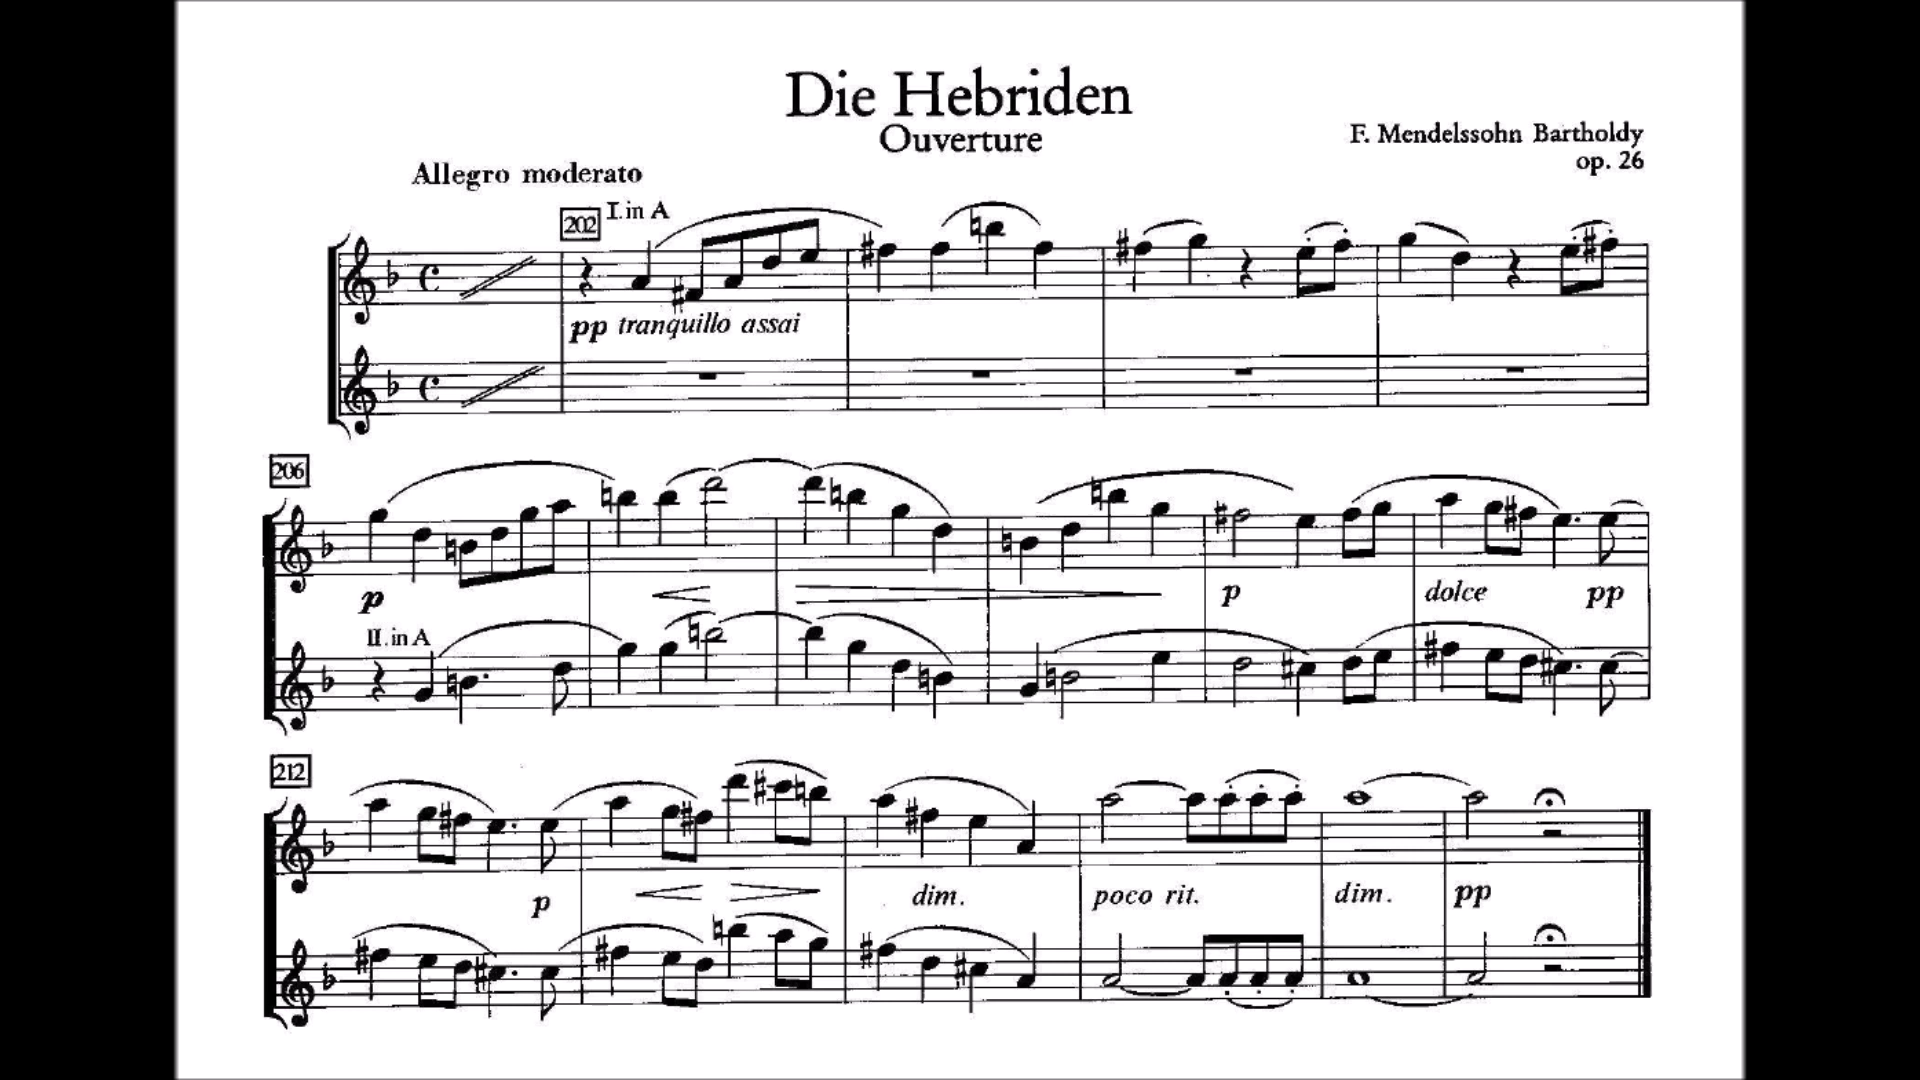 Die Hebriden
Ouverture
F. Mendelssohn Bartholdy
op. 26
Allegro moderato
202 I. in A
pp tranquillo assai
206
p p dolce pp
II. in A
212
p dim. poco rit. dim. pp